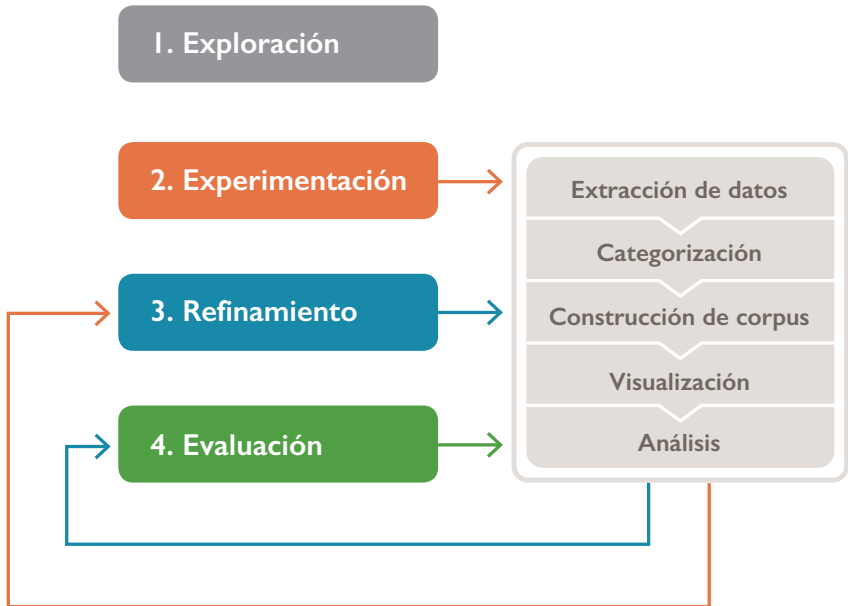 1. Exploración
2. Experimentación
3. Refinamiento
4. Evaluación
Extracción de datos
Categorización
Construcción de corpus
Visualización
Análisis